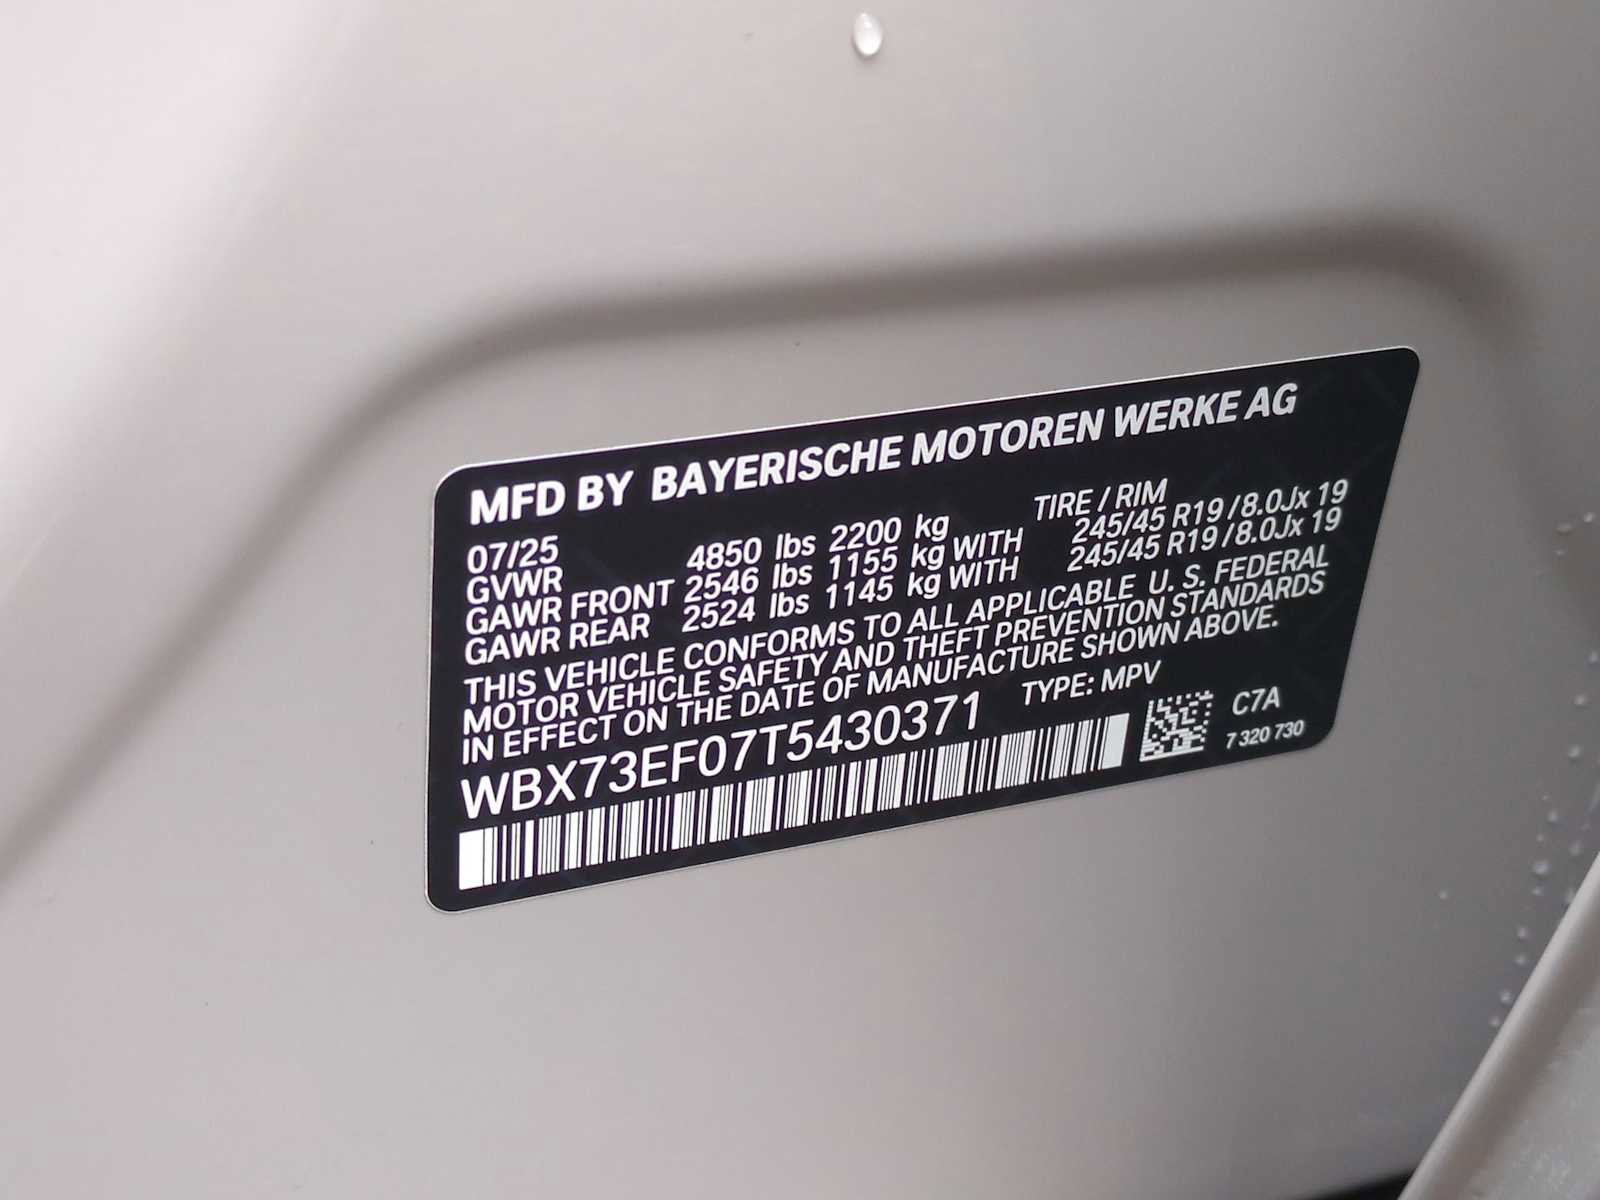 MFD BY BAYERISCHE MOTOREN WERKE AG
07/25 TIRE / RIM
GVWR 4850 lbs 2200 kg
GAWR FRONT 2546 lbs 1155 kg WITH 245/45 R19 /8.0Jx 19
GAWR REAR 2524 lbs 1145 kg WITH 245/45 R19 /8.0Jx 19
THIS VEHICLE CONFORMS TO ALL APPLICABLE U. S. FEDERAL
MOTOR VEHICLE SAFETY AND THEFT PREVENTION STANDARDS
IN EFFECT ON THE DATE OF MANUFACTURE SHOWN ABOVE.
WBX73EF07T5430371 TYPE: MPV
C7A
7 320 730